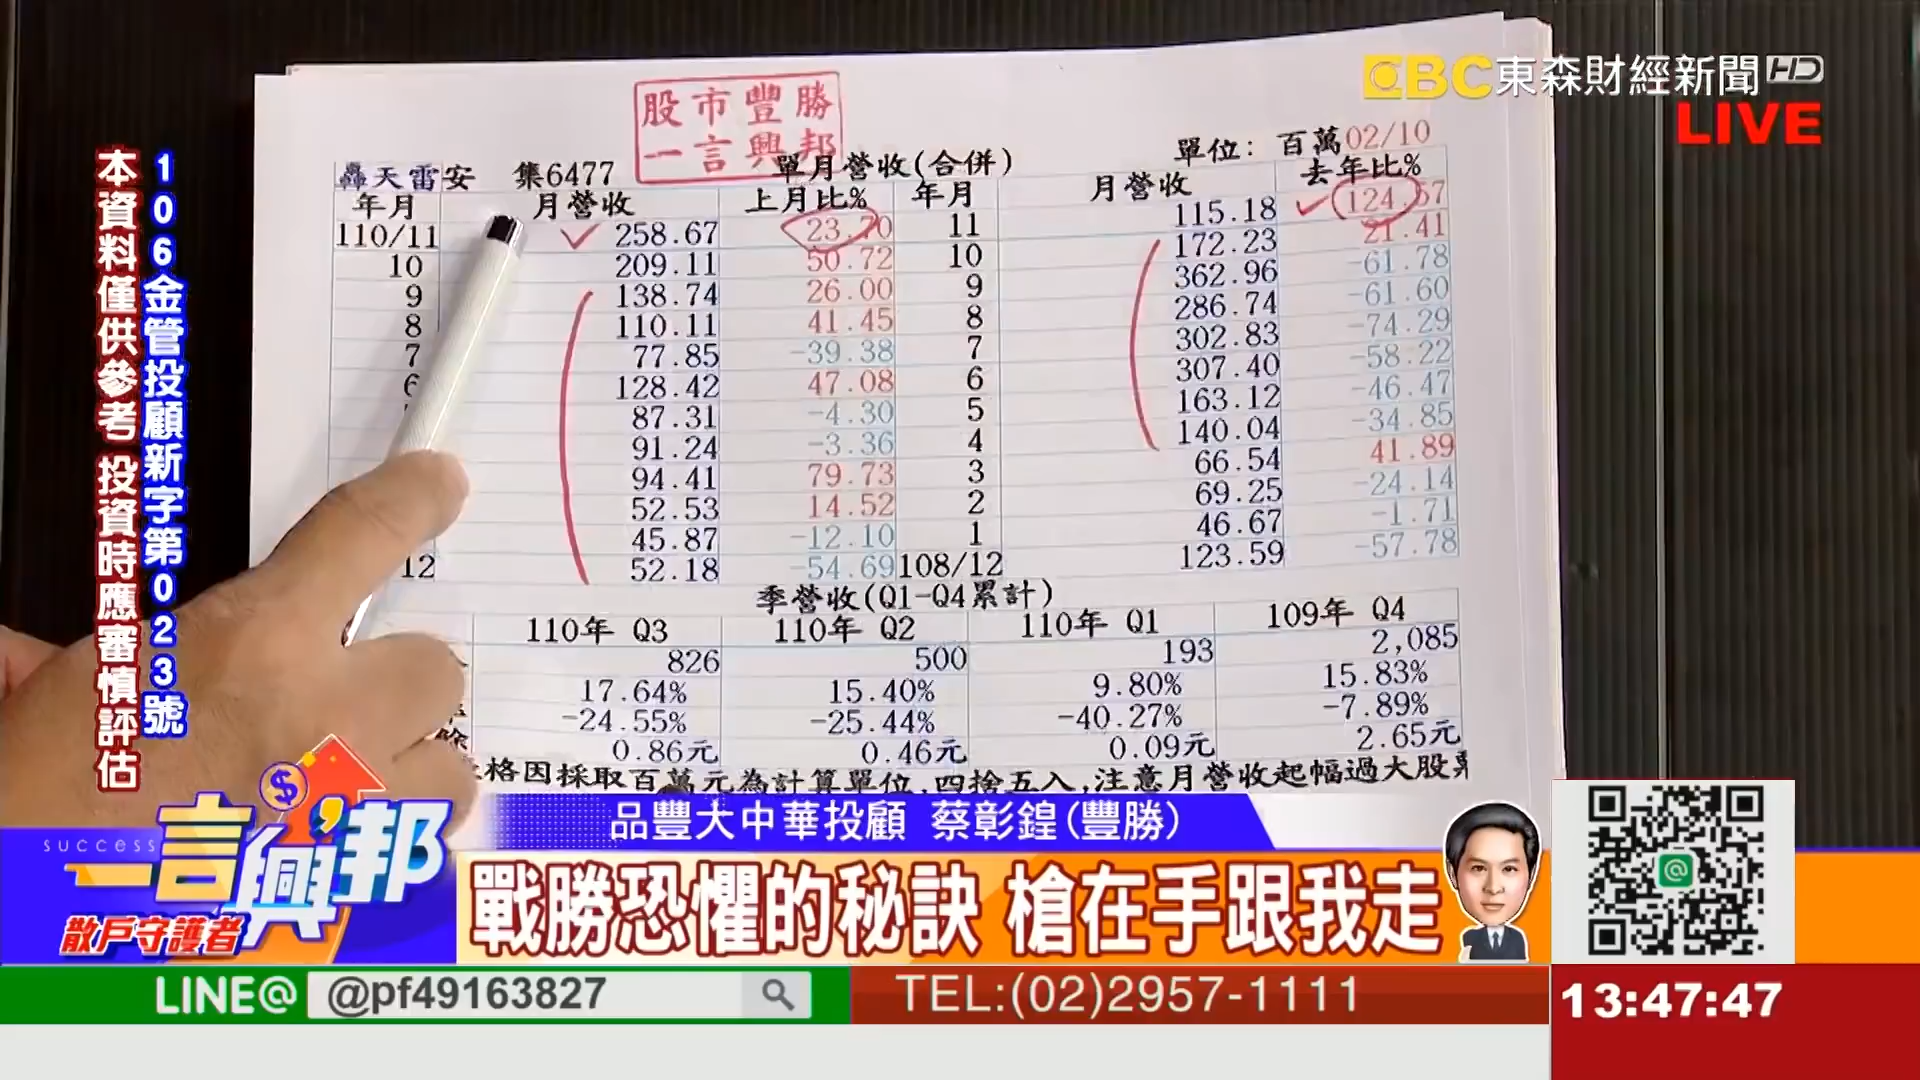 EBC 東森財經新聞 HD
LIVE
股市豐勝
一言興邦
轟天雷安 集6477 單月營收(合併) 單位: 百萬02/10
年月 月營收 上月比% 年月 月營收 去年比%
110/11 258.67 23.70 11 115.18 124.57
10 209.11 50.72 10 172.23 21.41
9 138.74 26.00 9 362.96 -61.78
8 110.11 41.45 8 286.74 -61.60
7 77.85 -39.38 7 302.83 -74.29
6 128.42 47.08 6 307.40 -58.22
87.31 -4.30 5 163.12 -46.47
91.24 -3.36 4 140.04 -34.85
94.41 79.73 3 66.54 41.89
52.53 14.52 2 69.25 -24.14
45.87 -12.10 1 46.67 -1.71
12 52.18 -54.69 108/12 123.59 -57.78
季營收(Q1-Q4累計)
110年 Q3 110年 Q2 110年 Q1 109年 Q4
826 500 193 2,085
17.64% 15.40% 9.80% 15.83%
-24.55% -25.44% -40.27% -7.89%
0.86元 0.46元 0.09元 2.65元
格因採取百萬元為計算單位,四捨五入,注意月營收起幅過大股
106金管投顧新字第023號
本資料僅供參考 投資時應審慎評估
品豐大中華投顧 蔡彰鍠(豐勝)
success
一言興邦
散戶守護者
戰勝恐懼的秘訣 槍在手跟我走
LINE@ @pf49163827
TEL:(02)2957-1111
13:47:47